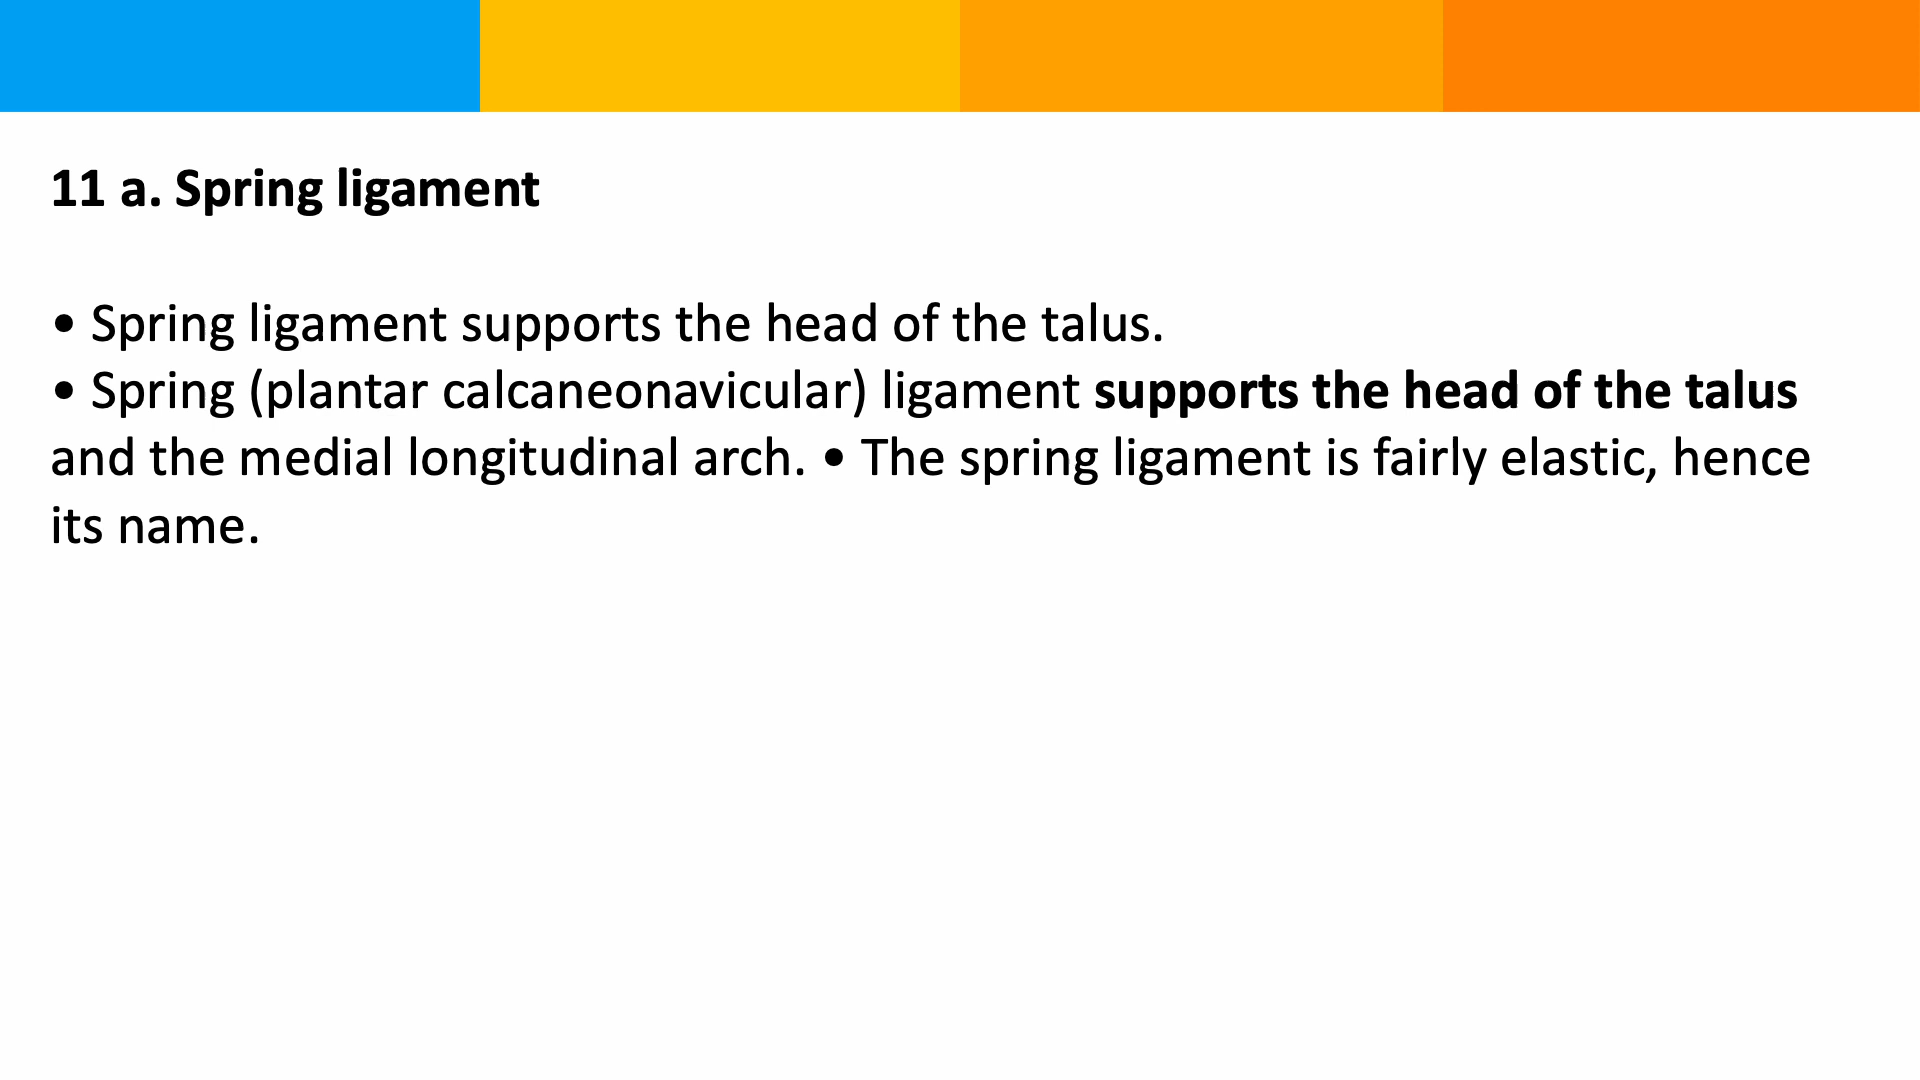 11 a. Spring ligament
• Spring ligament supports the head of the talus.
• Spring (plantar calcaneonavicular) ligament supports the head of the talus
and the medial longitudinal arch. • The spring ligament is fairly elastic, hence
its name.